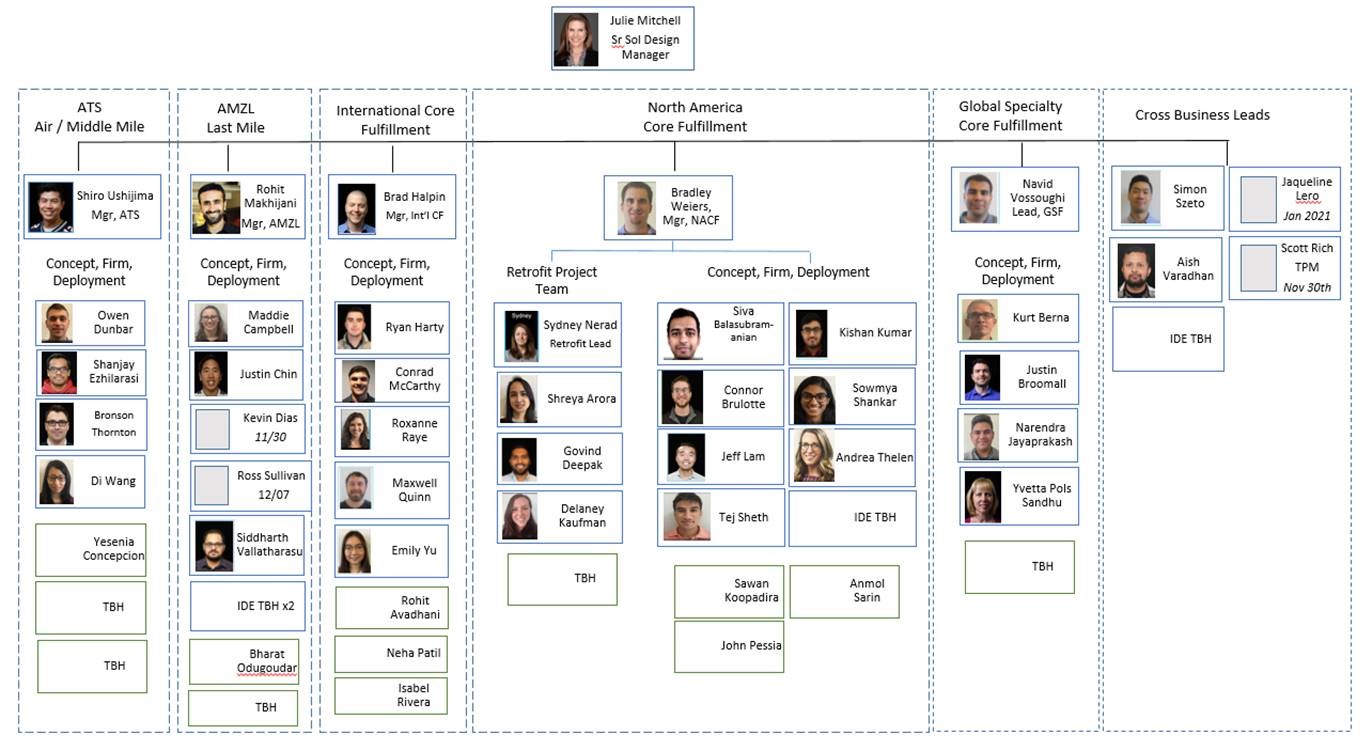 Julie Mitchell
Sr Sol Design
Manager
ATS
Air / Middle Mile
Shiro Ushijima
Mgr, ATS
Concept, Firm,
Deployment
Owen
Dunbar
Shanjay
Ezhilarasi
Bronson
Thornton
Di Wang
Yesenia
Concepcion
TBH
TBH
AMZL
Last Mile
Rohit
Makhijani
Mgr, AMZL
Concept, Firm,
Deployment
Maddie
Campbell
Justin Chin
Kevin Dias
11/30
Ross Sullivan
12/07
Siddharth
Vallatharasu
IDE TBH x2
Bharat
Odugoudar
TBH
International Core
Fulfillment
Brad Halpin
Mgr, Int'l CF
Concept, Firm,
Deployment
Ryan Harty
Conrad
McCarthy
Roxanne
Raye
Maxwell
Quinn
Emily Yu
Rohit
Avadhani
Neha Patil
Isabel
Rivera
North America
Core Fulfillment
Bradley
Weiers,
Mgr, NACF
Retrofit Project
Team
Sydney
Sydney Nerad
Retrofit Lead
Shreya Arora
Govind
Deepak
Delaney
Kaufman
TBH
Concept, Firm, Deployment
Siva
Balasubram-
anian
Kishan Kumar
Connor
Brulotte
Sowmya
Shankar
Jeff Lam
Andrea Thelen
Tej Sheth
IDE TBH
Sawan
Koopadira
Anmol
Sarin
John Pessia
Global Specialty
Core Fulfillment
Navid
Vossoughi
Lead, GSF
Concept, Firm,
Deployment
Kurt Berna
Justin
Broomall
Narendra
Jayaprakash
Yvetta Pols
Sandhu
TBH
Cross Business Leads
Simon
Szeto
Jaqueline
Lero
Jan 2021
Aish
Varadhan
Scott Rich
TPM
Nov 30th
IDE TBH